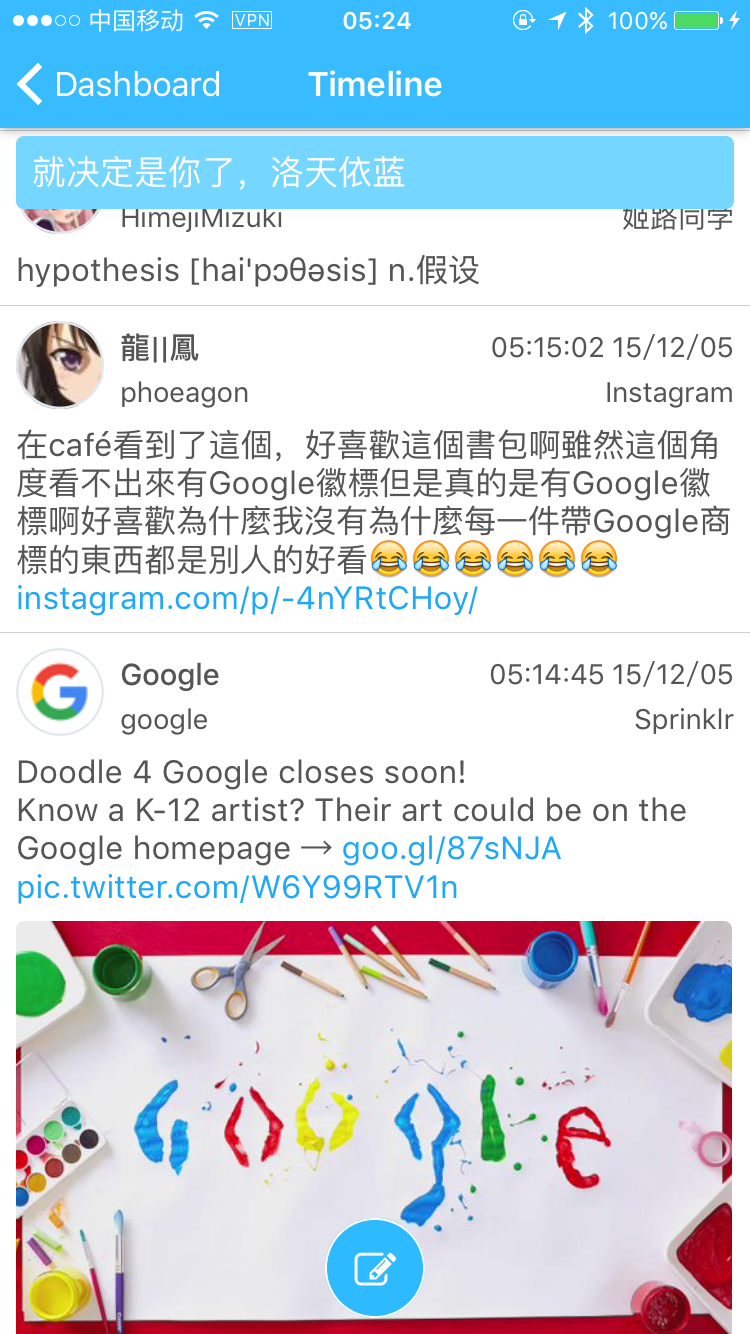 中国移动 VPN 05:24 100%
Dashboard Timeline
就决定是你了，洛天依蓝
HimejiMizuki 姬路同学
hypothesis [hai'pɔθəsis] n.假设
龍||鳳 05:15:02 15/12/05
phoeagon Instagram
在café看到了這個，好喜歡這個書包啊雖然這個角
度看不出來有Google徽標但是真的是有Google徽
標啊好喜歡為什麼我沒有為什麼每一件帶Google商
標的東西都是別人的好看😂😂😂😂😂😂
instagram.com/p/-4nYRtCHoy/
Google 05:14:45 15/12/05
google Sprinklr
Doodle 4 Google closes soon!
Know a K-12 artist? Their art could be on the
Google homepage → goo.gl/87sNJA
pic.twitter.com/W6Y99RTV1n
Google